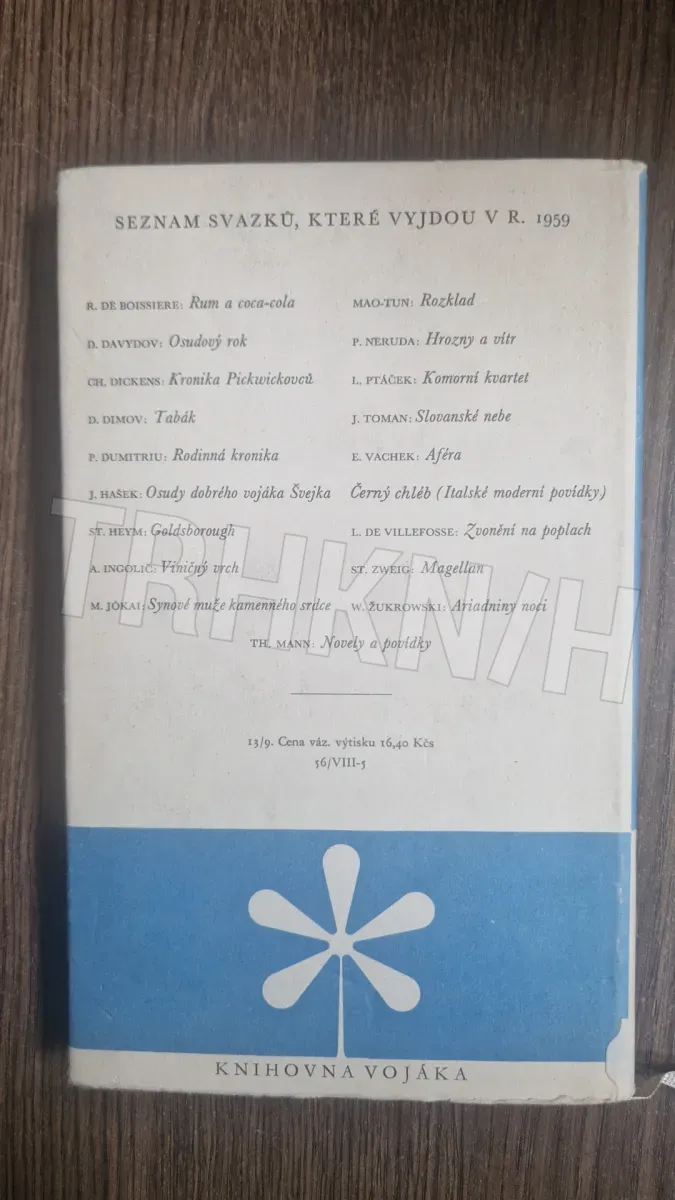 SEZNAM SVAZKŮ, KTERÉ VYJDOU V R. 1959
R. DE BOISSIERE: Rum a coca-cola
D. DAVYDOV: Osudový rok
CH. DICKENS: Kronika Pickwickovců
D. DIMOV: Tabák
P. DUMITRIU: Rodinná kronika
J. HAŠEK: Osudy dobrého vojáka Švejka
ST. HEYM: Goldsborough
A. INGOLIČ: Viničný vrch
M. JÓKAI: Synové muže kamenného srdce
MAO-TUN: Rozklad
P. NERUDA: Hrozny a vítr
L. PTÁČEK: Komorní kvartet
J. TOMAN: Slovanské nebe
E. VACHEK: Aféra
Černý chléb (Italské moderní povídky)
L. DE VILLEFOSSE: Zvonění na poplach
ST. ZWEIG: Magellan
W. ŽUKROWSKI: Ariadniny noci
TH. MANN: Novely a povídky
13/9. Cena váz. výtisku 16,40 Kčs
56/VIII-5
KNIHOVNA VOJÁKA
TRHKNIH